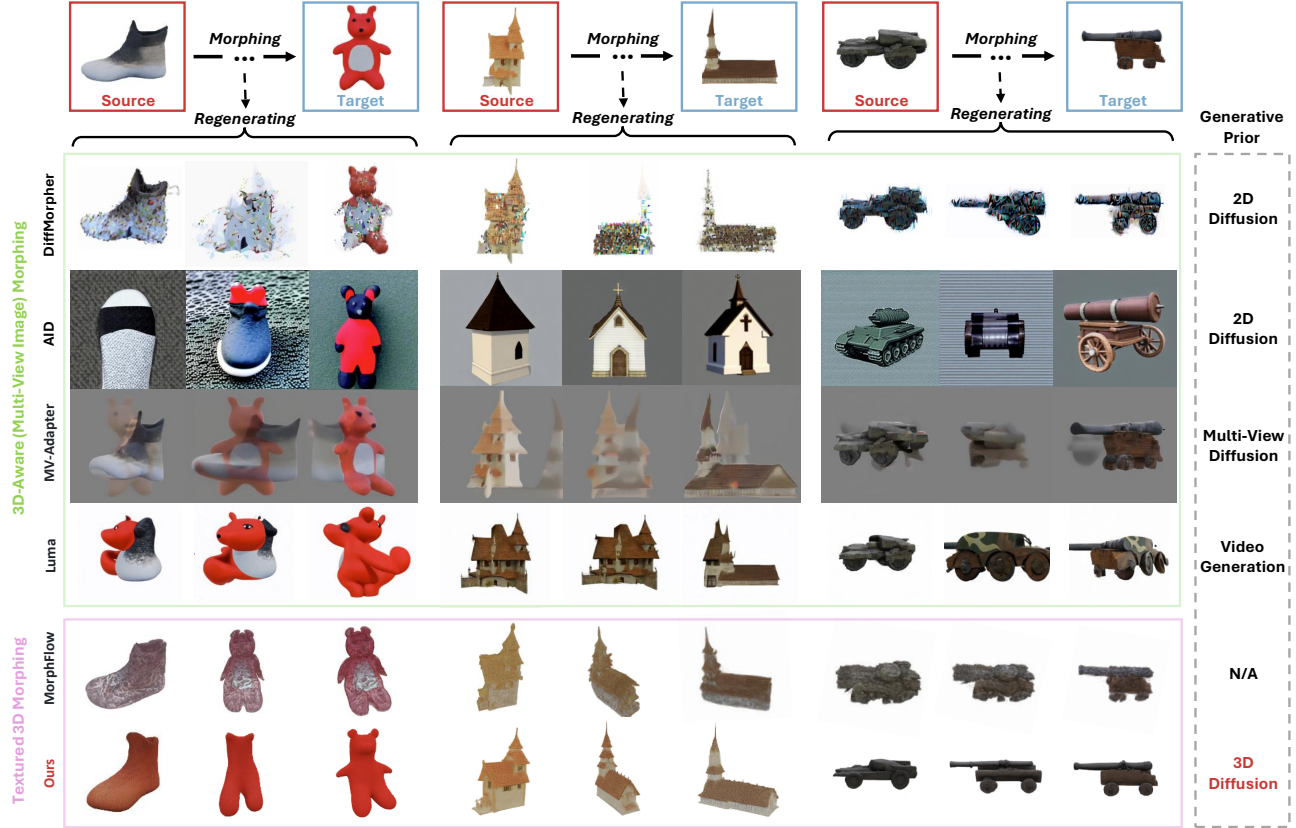 Morphing
Source
Target
Regenerating
Morphing
Source
Target
Regenerating
Morphing
Source
Target
Regenerating
Generative
Prior
3D-Aware (Multi-View Image) Morphing
DiffMorpher
2D
Diffusion
AID
2D
Diffusion
MV-Adapter
Multi-View
Diffusion
Luma
Video
Generation
Textured 3D Morphing
MorphFlow
N/A
Ours
3D
Diffusion